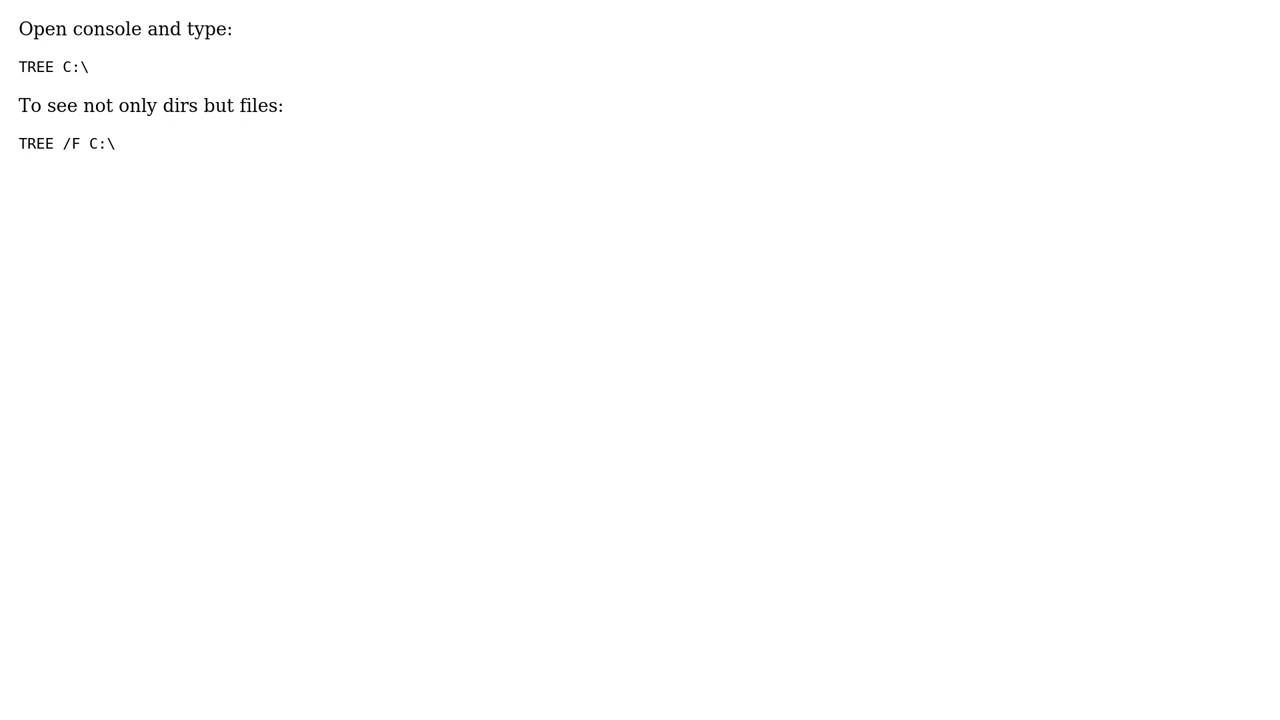 Open console and type:
TREE C:\
To see not only dirs but files:
TREE /F C:\